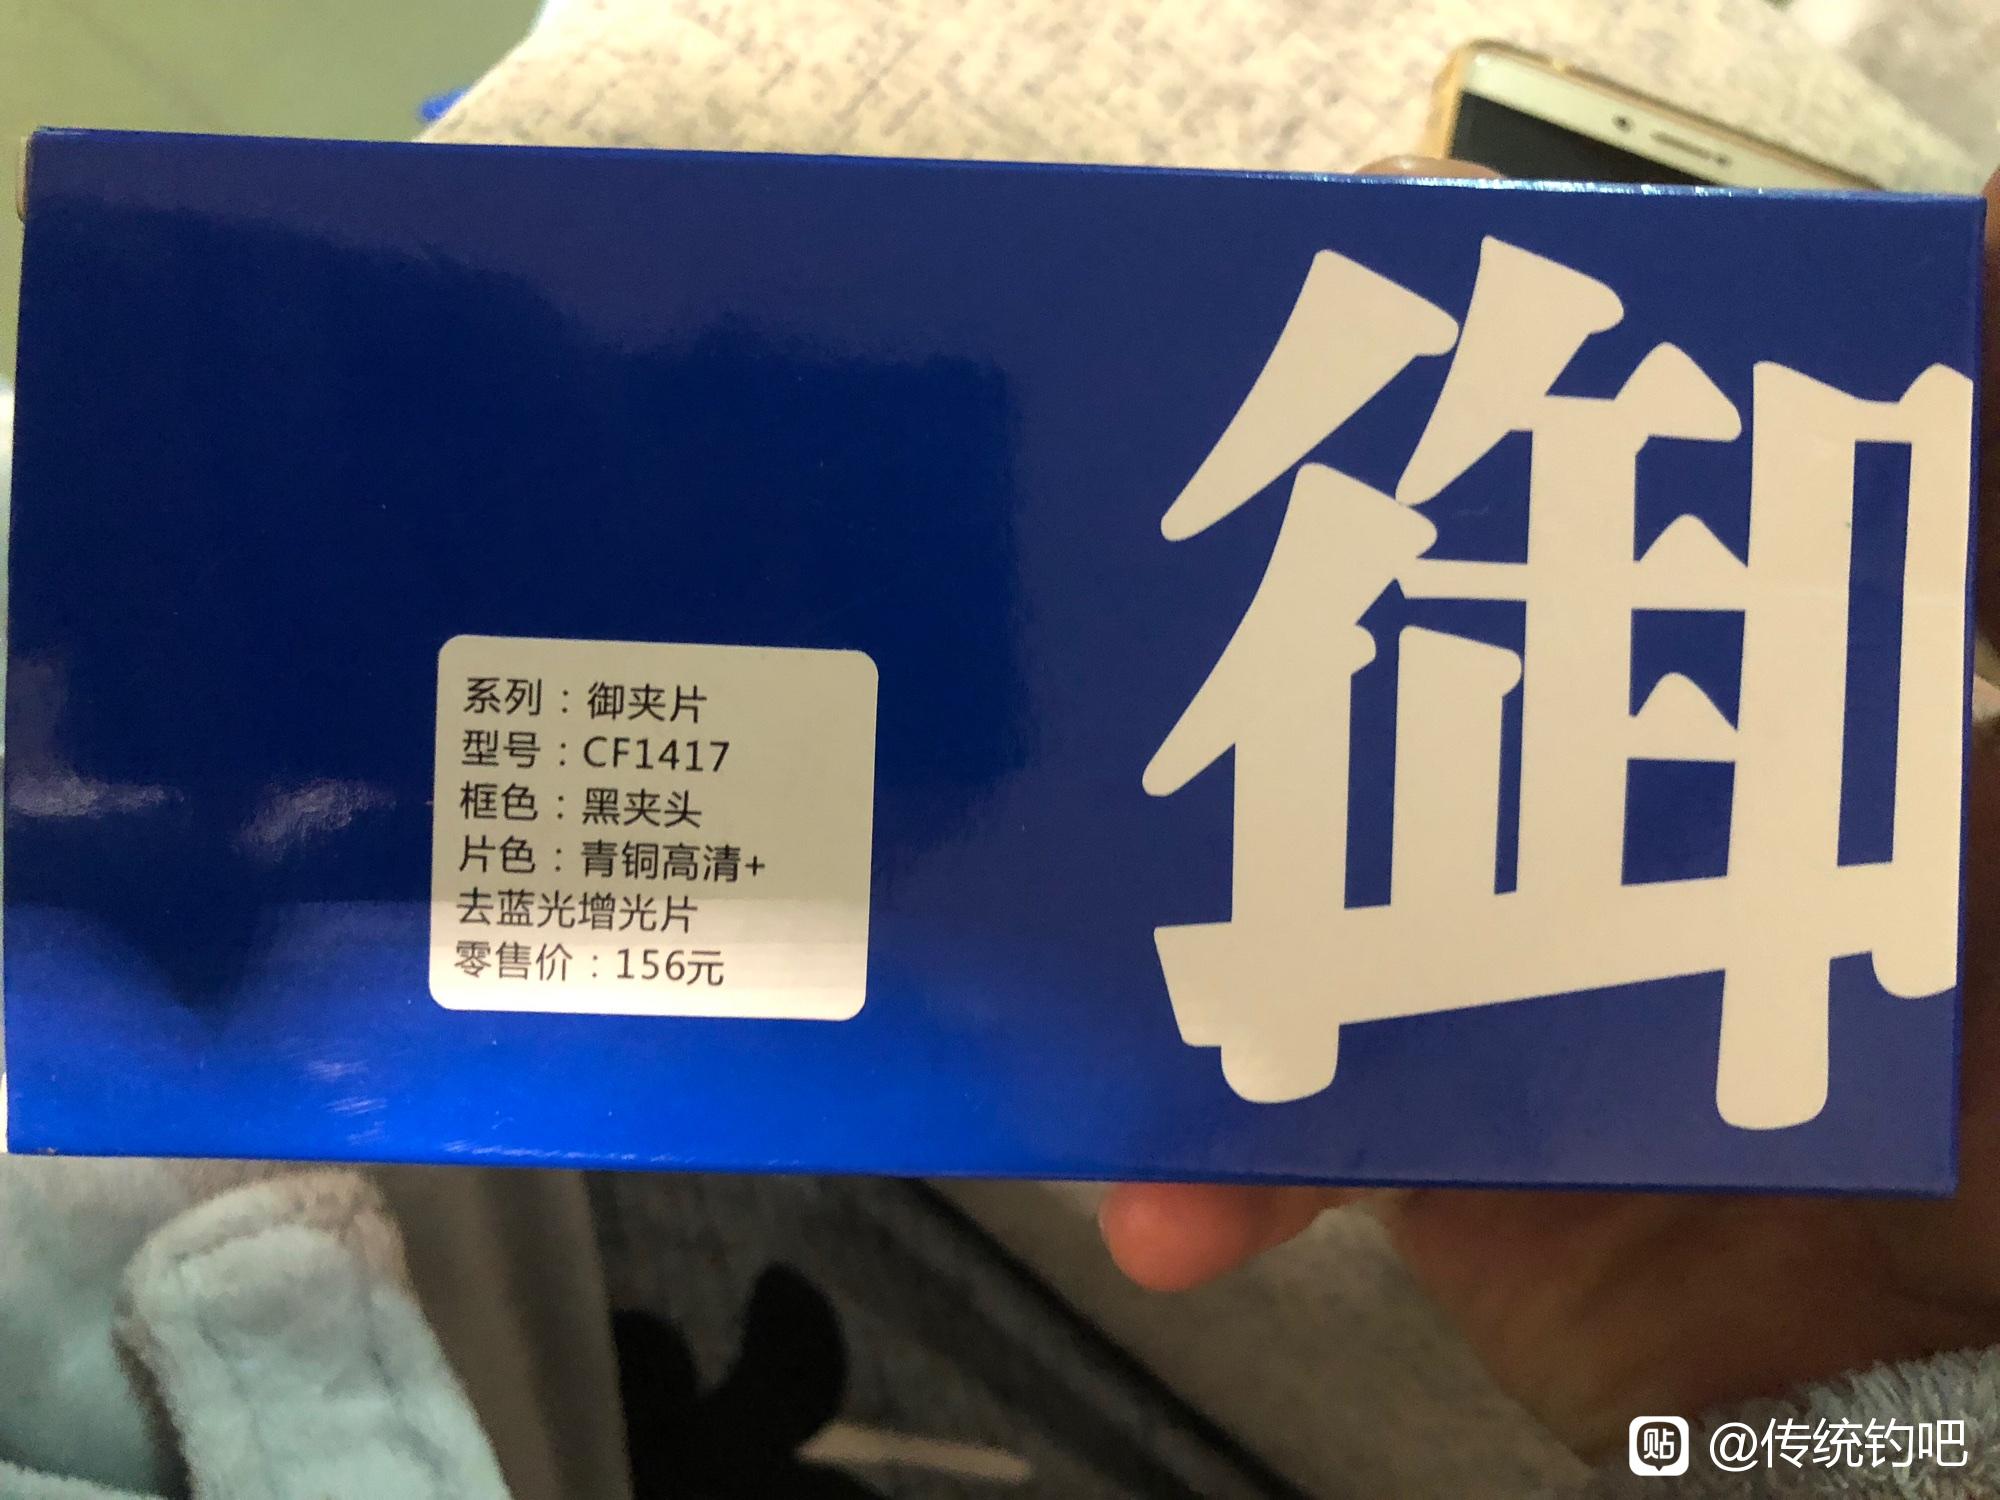 御
系列：御夹片
型号：CF1417
框色：黑夹头
片色：青铜高清+
去蓝光增光片
零售价：156元
贴 @传统钓吧